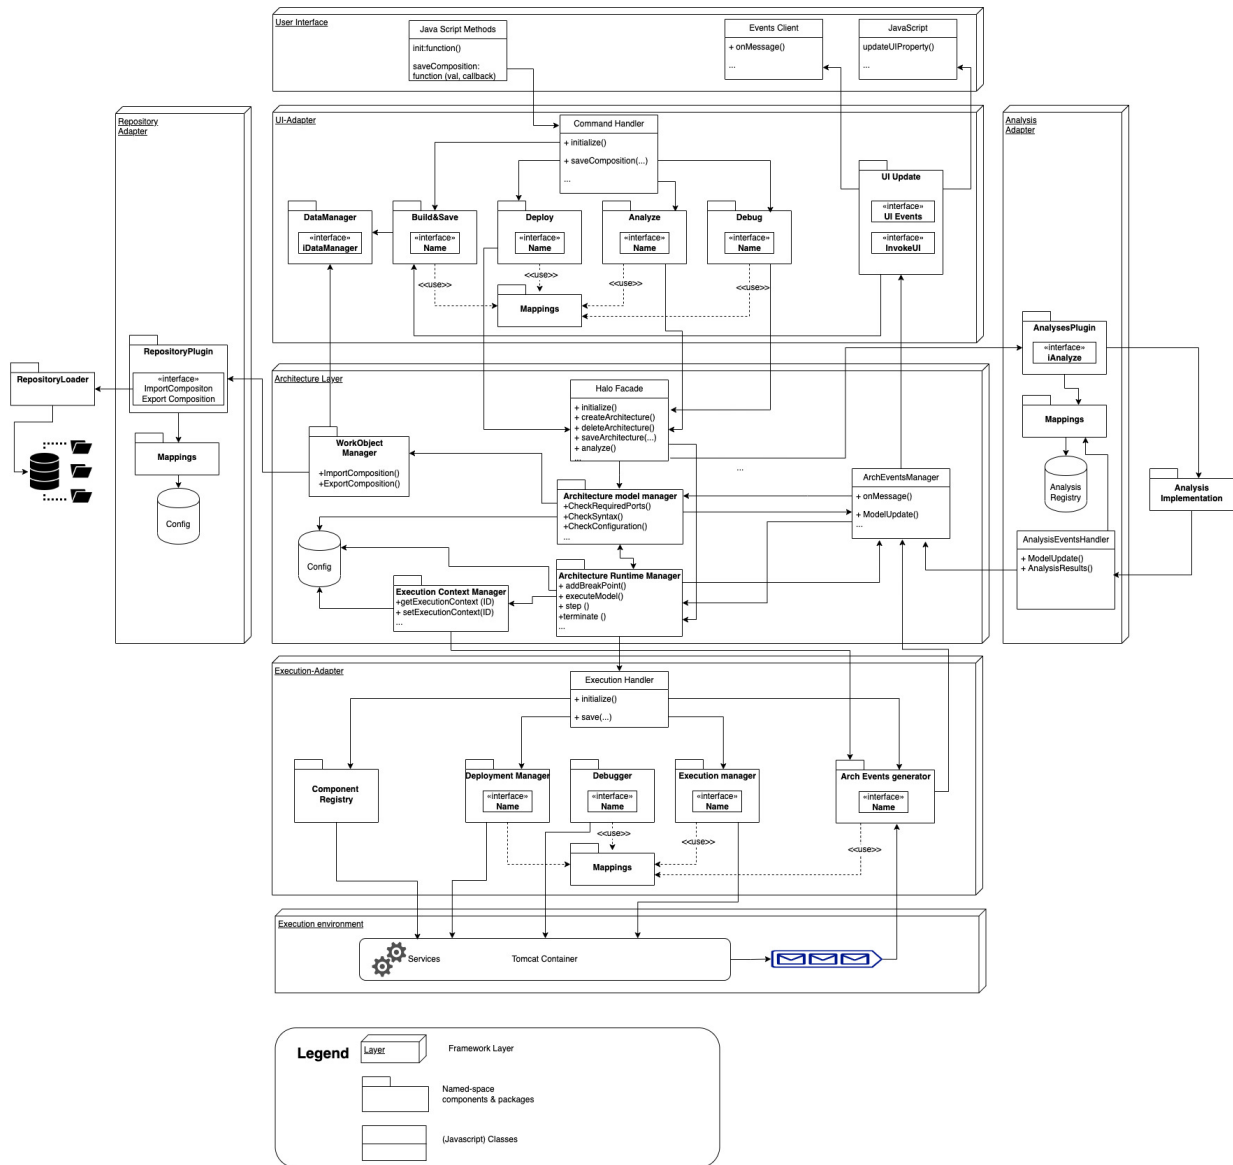 User Interface
Java Script Methods
init:function()
saveComposition:
function (val, callback)
Events Client
+ onMessage()
...
JavaScript
updateUIProperty()
...
Repository
Adapter
UI-Adapter
Analysis
Adapter
Command Handler
+ initialize()
+ saveComposition(...)
...
UI Update
«interface»
UI Events
«interface»
InvokeUI
DataManager
«interface»
iDataManager
Build&Save
«interface»
Name
Deploy
«interface»
Name
Analyze
«interface»
Name
Debug
«interface»
Name
<<use>>
<<use>>
<<use>>
<<use>>
Mappings
AnalysesPlugin
«interface»
iAnalyze
RepositoryPlugin
«interface»
ImportCompositon
Export Composition
RepositoryLoader
Architecture Layer
Halo Facade
+ initialize()
+ createArchitecture()
+ deleteArchitecture()
+ saveArchitecture(...)
+ analyze()
...
Mappings
Mappings
WorkObject
Manager
+ImportComposition()
+ExportComposition()
...
ArchEventsManager
+ onMessage()
+ ModelUpdate()
...
Analysis
Registry
Analysis
Implementation
Architecture model manager
+CheckRequiredPorts()
+CheckSyntax()
+CheckConfiguration()
...
Config
Config
AnalysisEventsHandler
+ ModelUpdate()
+ AnalysisResults()
Architecture Runtime Manager
+ addBreakPoint()
+ executeModel()
+ step ()
+terminate ()
...
Execution Context Manager
+getExecutionContext (ID)
+ setExecutionContext(ID)
...
Execution-Adapter
Execution Handler
+ initialize()
+ save(...)
Component
Registry
Deployment Manager
«interface»
Name
Debugger
«interface»
Name
Execution manager
«interface»
Name
Arch Events generator
«interface»
Name
<<use>>
<<use>>
<<use>>
<<use>>
Mappings
Execution environment
Services
Tomcat Container
Legend
Layer
Framework Layer
Named-space
components & packages
(Javascript) Classes